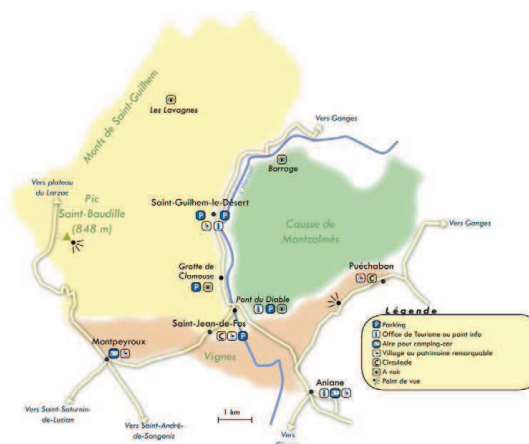 Monts de Saint-Guilhem
Les Lavagnes
Vers Ganges
Barrage
Vers plateau
du Larzac
Pic
Saint-Baudille
(848 m)
Saint-Guilhem-le-Désert
P P
i
Causse de
Montcalmès
Vers Ganges
Grotte de
Clamouse
P
Puéchabon
C
Pont du Diable
i P
Saint-Jean-de-Fos
C P
Montpeyroux
Vignes
Légende
P Parking
i Office de Tourisme ou point info
Aire pour camping-car
Village ou patrimoine remarquable
C Circulade
A voir
Point de vue
Aniane
i
Vers Saint-Saturnin-
de-Lucian
Vers Saint-André-
de-Sangonis
1 km
Vers